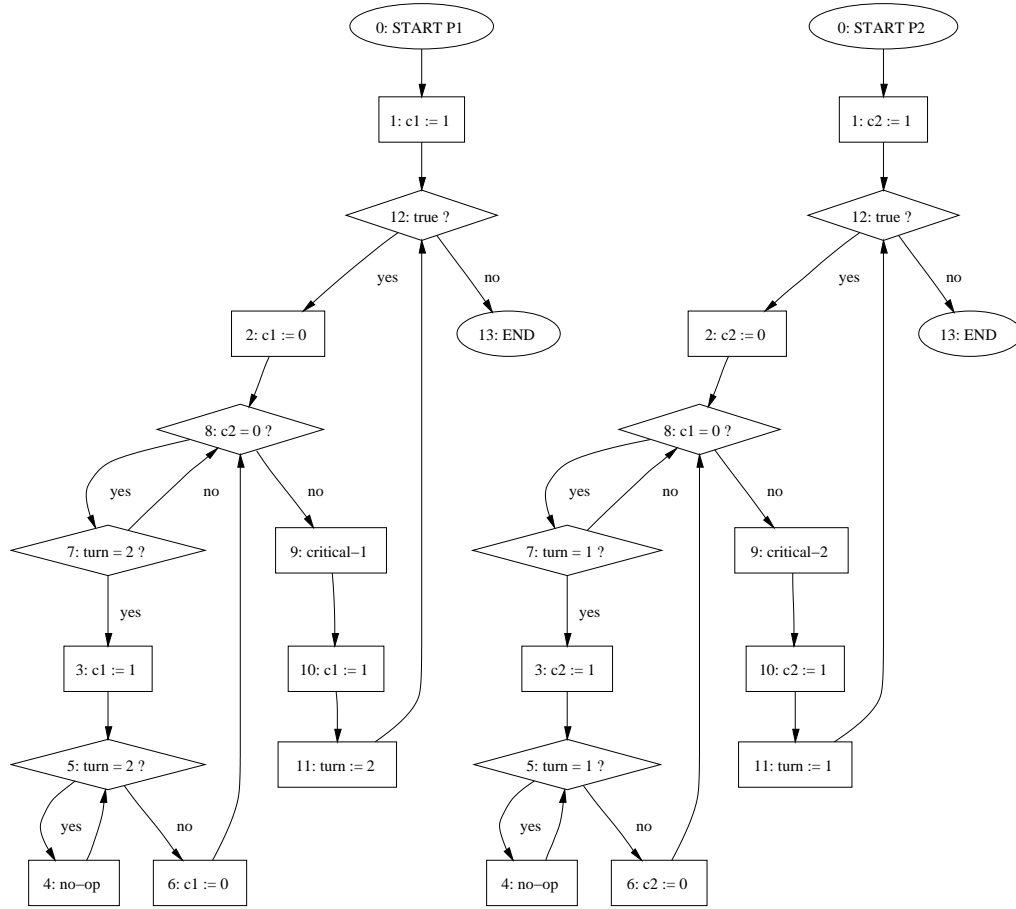 0: START P1
1: c1 := 1
12: true ?
yes
no
2: c1 := 0
13: END
8: c2 = 0 ?
yes
no
no
7: turn = 2 ?
9: critical−1
yes
3: c1 := 1
10: c1 := 1
5: turn = 2 ?
11: turn := 2
yes
no
4: no−op
6: c1 := 0
0: START P2
1: c2 := 1
12: true ?
yes
no
2: c2 := 0
13: END
8: c1 = 0 ?
yes
no
no
7: turn = 1 ?
9: critical−2
yes
3: c2 := 1
10: c2 := 1
5: turn = 1 ?
11: turn := 1
yes
no
4: no−op
6: c2 := 0